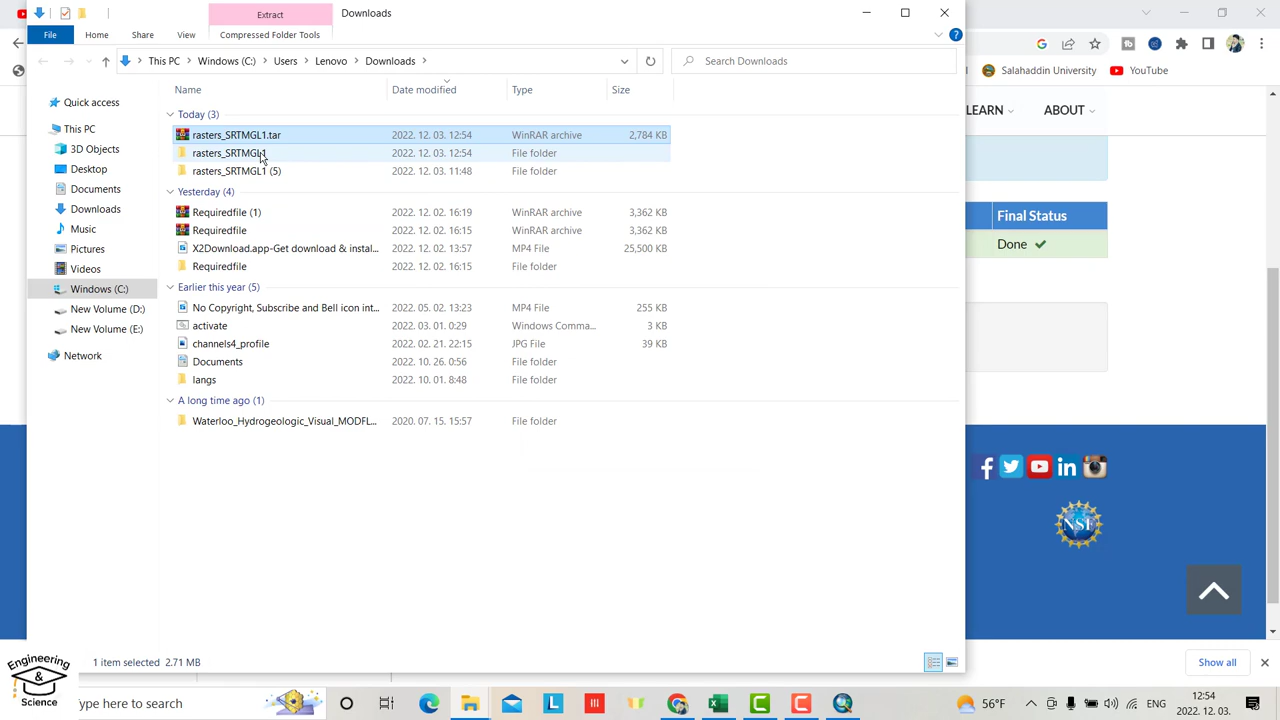 Extract
Downloads
File
Home
Share
View
Compressed Folder Tools
This PC
Windows (C:)
Users
Lenovo
Downloads
Search Downloads
Salahaddin University
YouTube
Name
Date modified
Type
Size
Quick access
This PC
3D Objects
Desktop
Documents
Downloads
Music
Pictures
Videos
Windows (C:)
New Volume (D:)
New Volume (E:)
Network
Today (3)
rasters_SRTMGL1.tar 2022. 12. 03. 12:54 WinRAR archive 2,784 KB
rasters_SRTMGL1 2022. 12. 03. 12:54 File folder
rasters_SRTMGL1 (5) 2022. 12. 03. 11:48 File folder
Yesterday (4)
Requiredfile (1) 2022. 12. 02. 16:19 WinRAR archive 3,362 KB
Requiredfile 2022. 12. 02. 16:15 WinRAR archive 3,362 KB
X2Download.app-Get download & instal... 2022. 12. 02. 13:57 MP4 File 25,500 KB
Requiredfile 2022. 12. 02. 16:15 File folder
Earlier this year (5)
No Copyright, Subscribe and Bell icon int... 2022. 05. 02. 13:23 MP4 File 255 KB
activate 2022. 03. 01. 0:29 Windows Comma... 3 KB
channels4_profile 2022. 02. 21. 22:15 JPG File 39 KB
Documents 2022. 10. 26. 0:56 File folder
langs 2022. 10. 01. 8:48 File folder
A long time ago (1)
Waterloo_Hydrogeologic_Visual_MODFL... 2020. 07. 15. 15:57 File folder
LEARN
ABOUT
Final Status
Done
NSF
1 item selected 2.71 MB
Show all
Engineering
&
Science
ype here to search
56°F
ENG
12:54
2022. 12. 03.